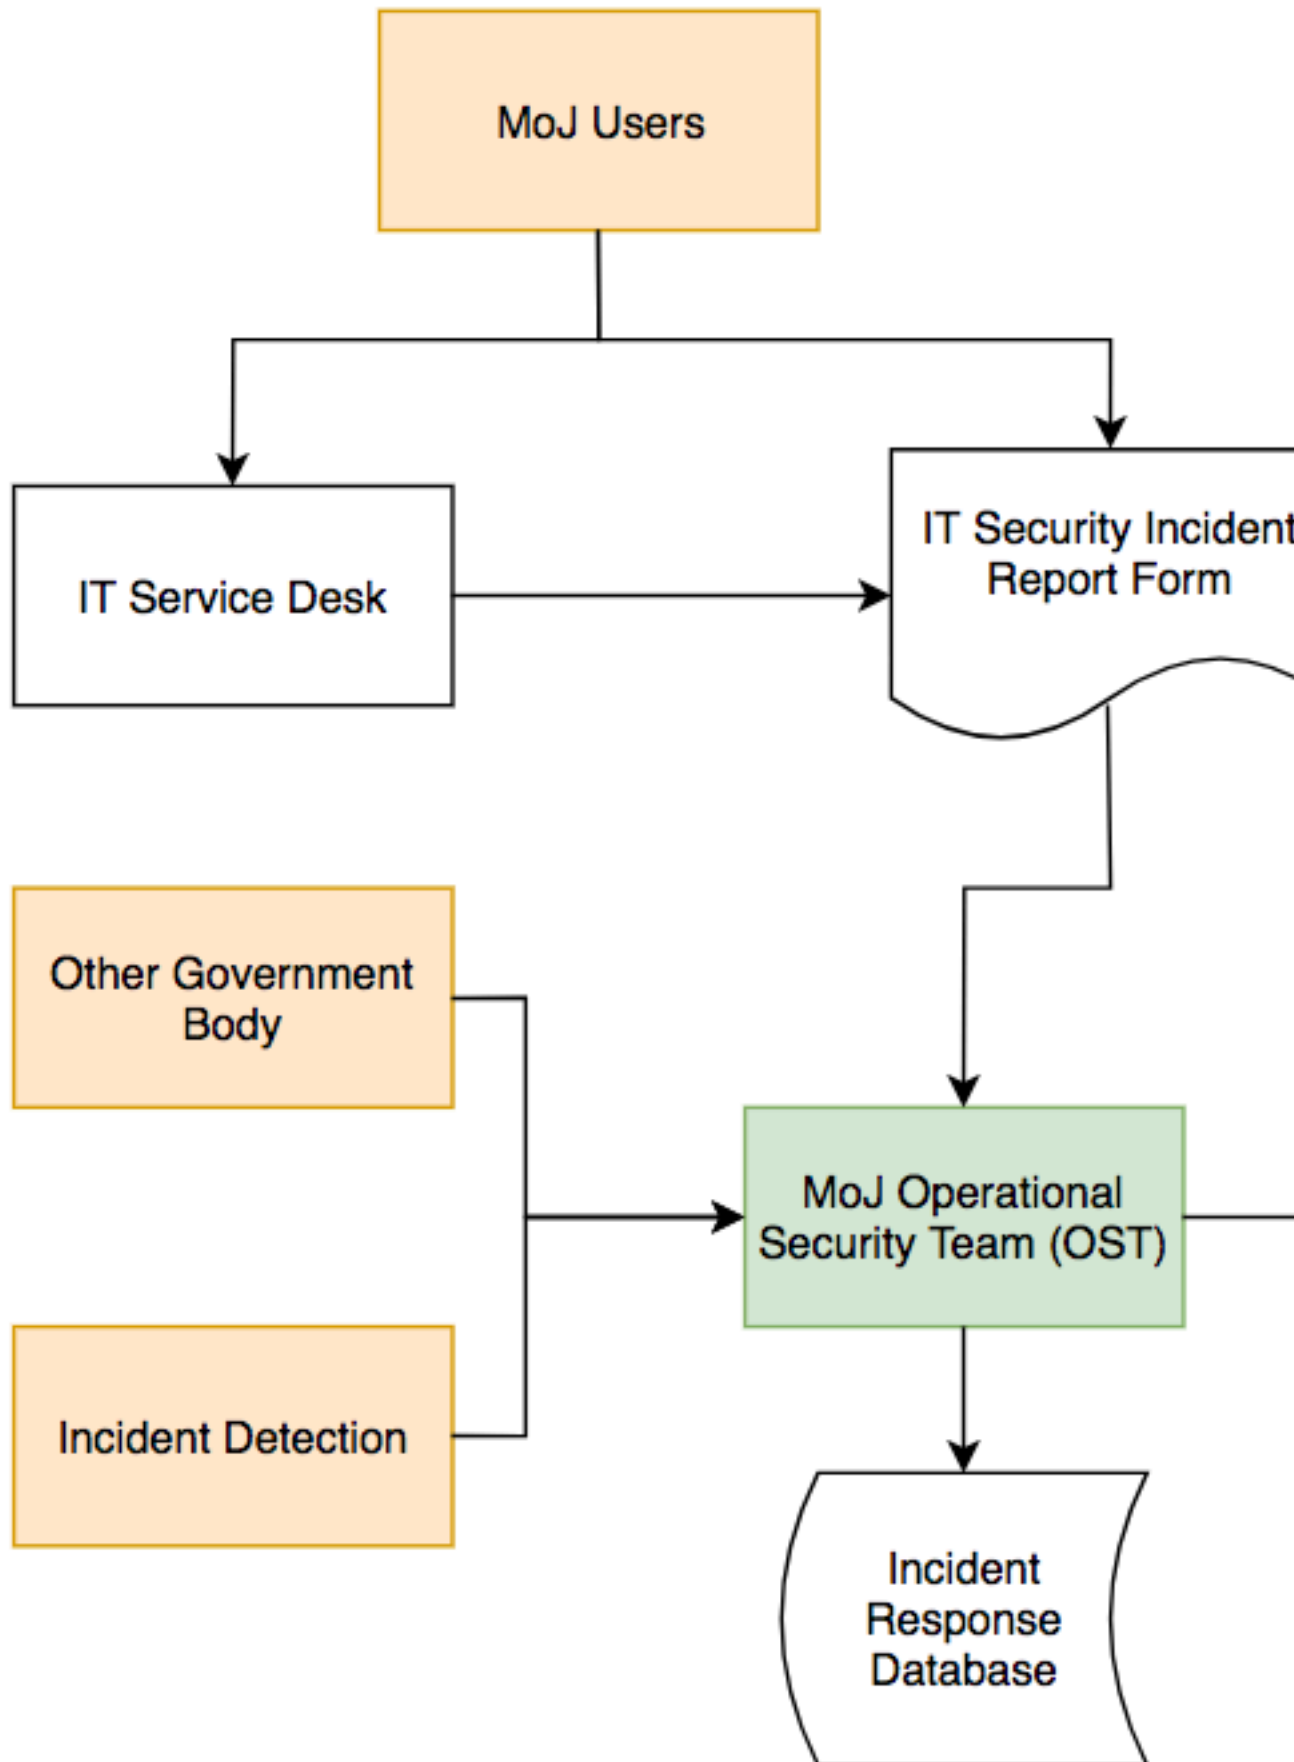 MoJ Users
IT Service Desk
IT Security Incident
Report Form
Other Government
Body
MoJ Operational
Security Team (OST)
Incident Detection
Incident
Response
Database